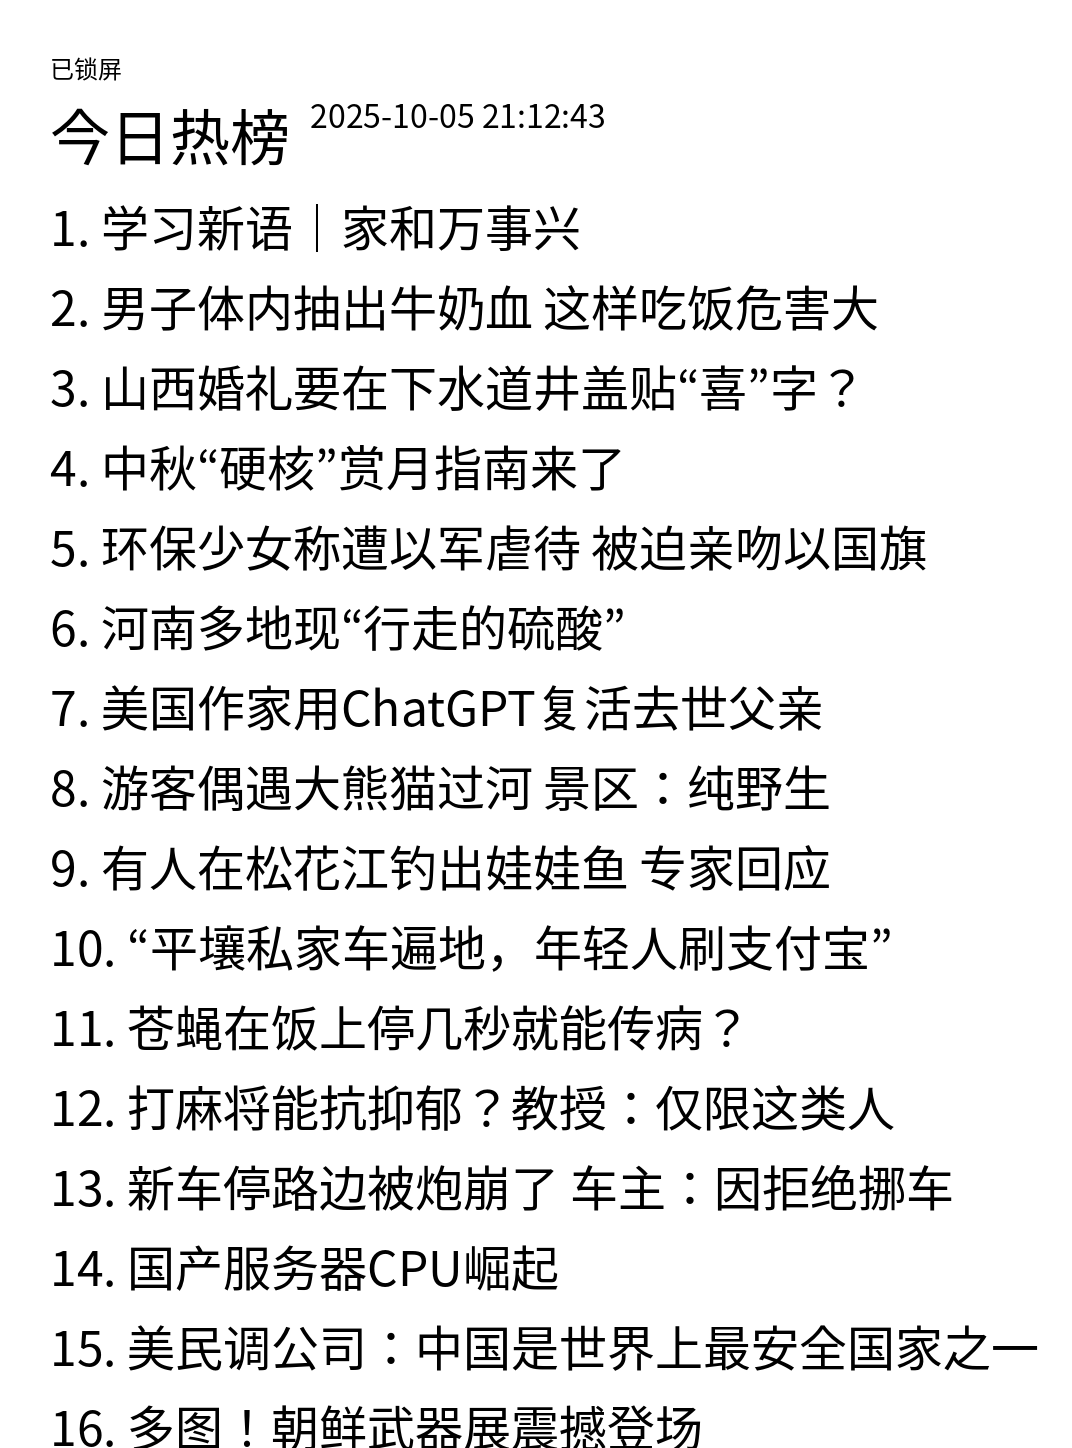 已锁屏
今日热榜 2025-10-05 21:12:43
1. 学习新语｜家和万事兴
2. 男子体内抽出牛奶血 这样吃饭危害大
3. 山西婚礼要在下水道井盖贴“喜”字？
4. 中秋“硬核”赏月指南来了
5. 环保少女称遭以军虐待 被迫亲吻以国旗
6. 河南多地现“行走的硫酸”
7. 美国作家用ChatGPT复活去世父亲
8. 游客偶遇大熊猫过河 景区：纯野生
9. 有人在松花江钓出娃娃鱼 专家回应
10. “平壤私家车遍地，年轻人刷支付宝”
11. 苍蝇在饭上停几秒就能传病？
12. 打麻将能抗抑郁？教授：仅限这类人
13. 新车停路边被炮崩了 车主：因拒绝挪车
14. 国产服务器CPU崛起
15. 美民调公司：中国是世界上最安全国家之一
16. 多图！朝鲜武器展震撼登场